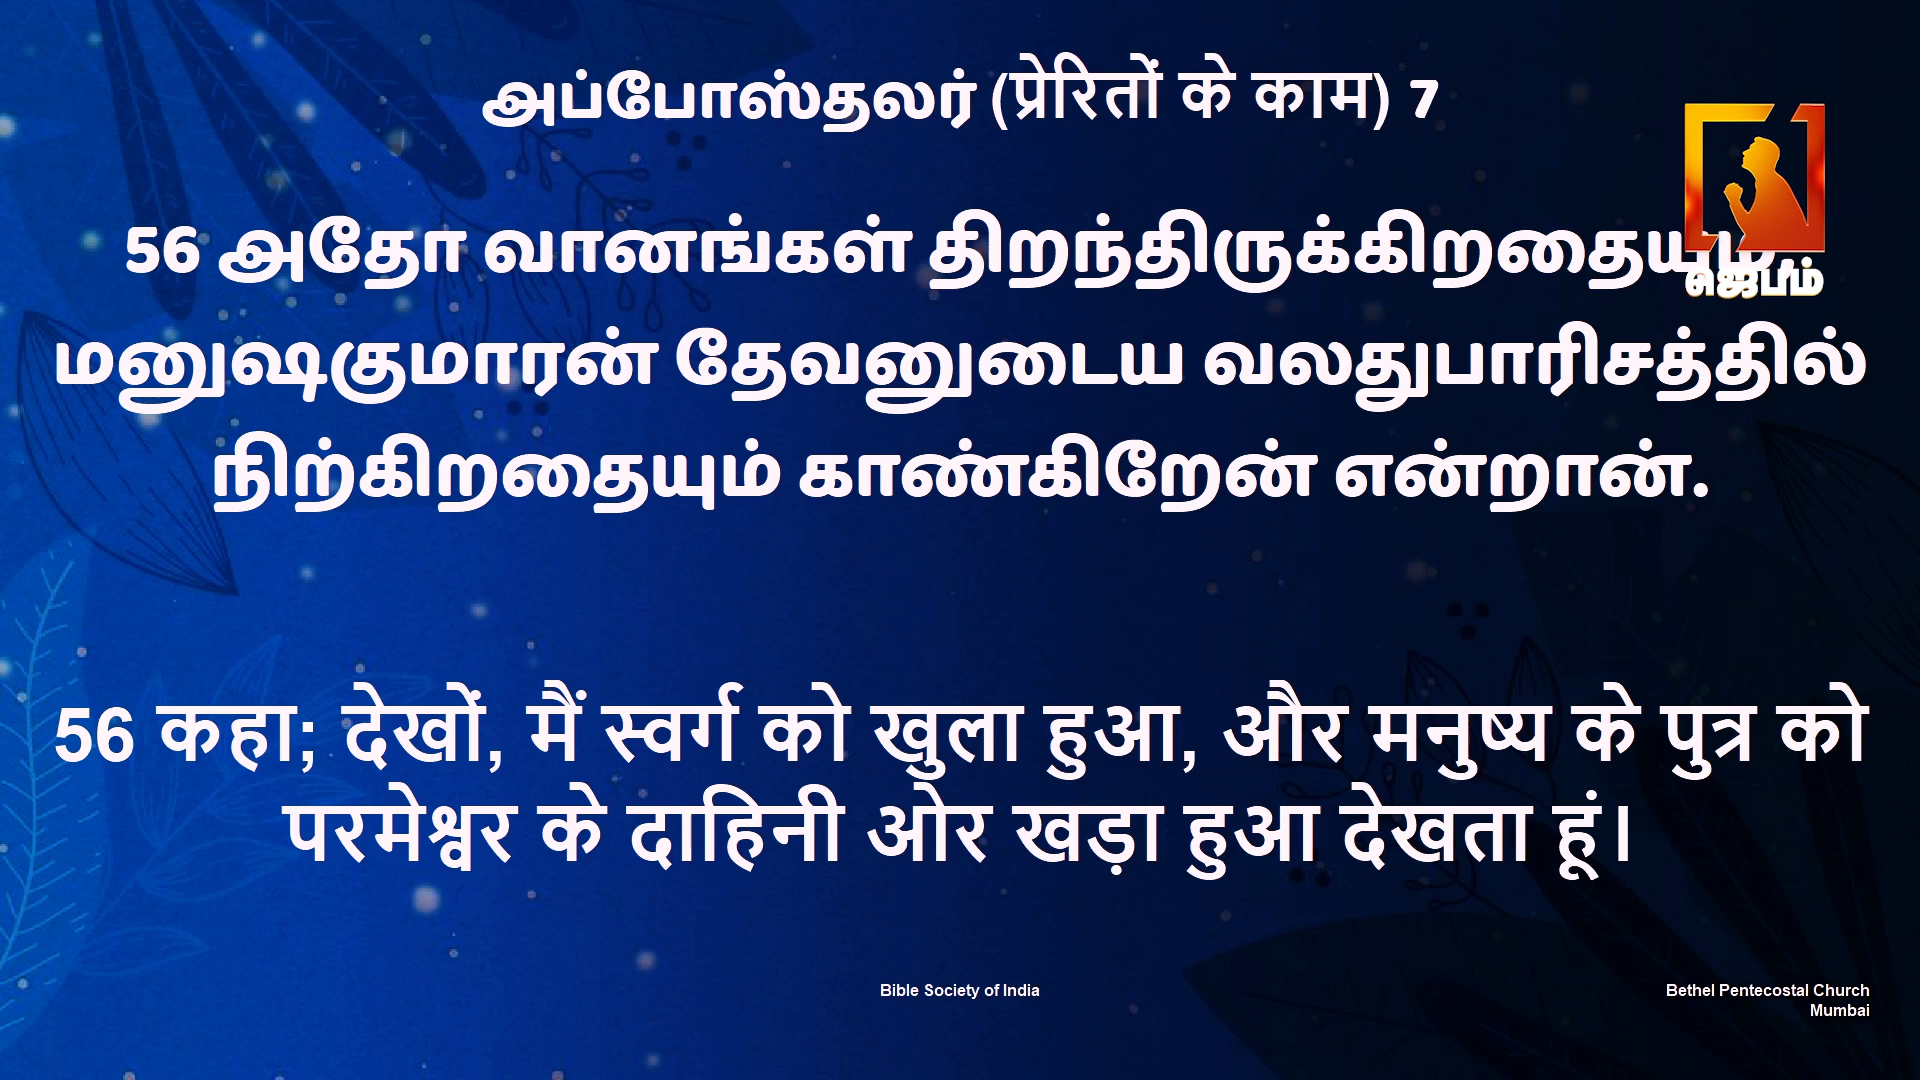 அப்போஸ்தலர் (प्रेरितों के काम) 7
56 அதோ வானங்கள் திறந்திருக்கிறதையும்,
ஜெபம்
மனுஷகுமாரன் தேவனுடைய வலதுபாரிசத்தில்
நிற்கிறதையும் காண்கிறேன் என்றான்.
56 कहा; देखों, मैं स्वर्ग को खुला हुआ, और मनुष्य के पुत्र को
परमेश्वर के दाहिनी ओर खड़ा हुआ देखता हूं।
Bible Society of India
Bethel Pentecostal Church
Mumbai